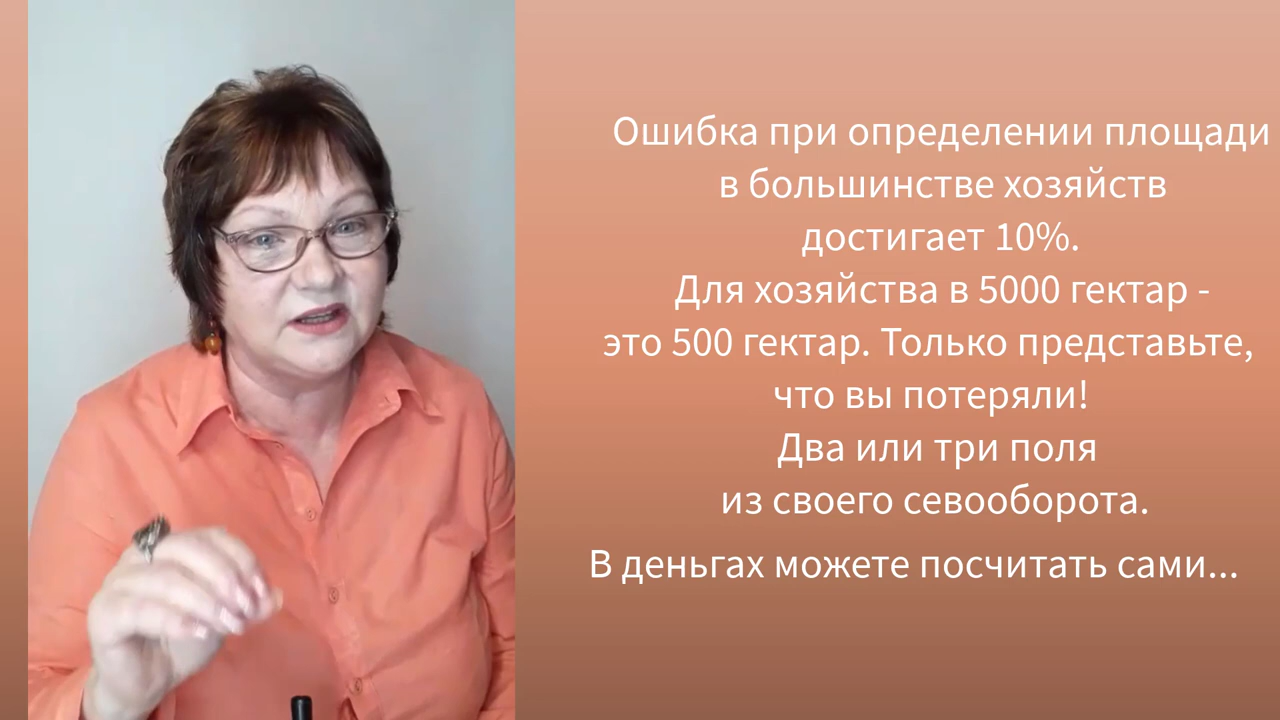 Ошибка при определении площади
в большинстве хозяйств
достигает 10%.
Для хозяйства в 5000 гектар -
это 500 гектар. Только представьте,
что вы потеряли!
Два или три поля
из своего севооборота.
В деньгах можете посчитать сами...